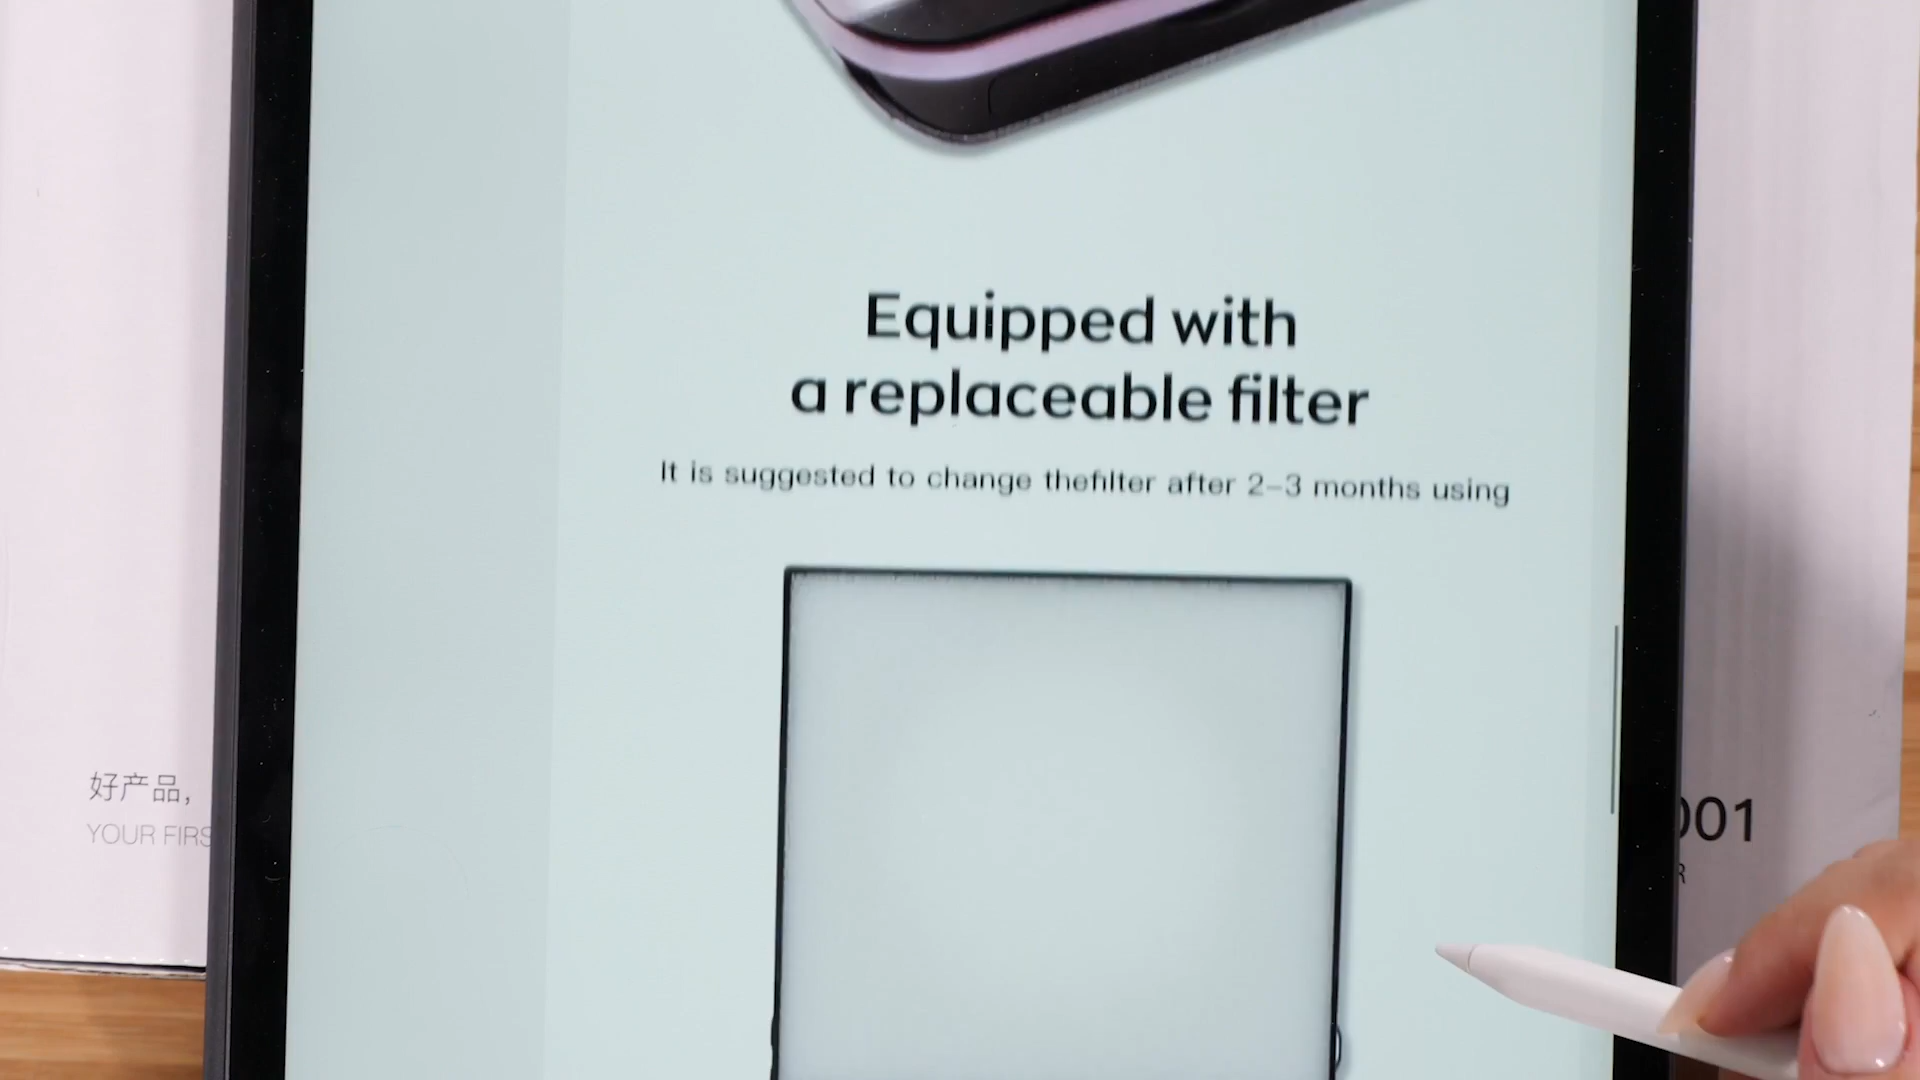 Equipped with
a replaceable filter
It is suggested to change thefilter after 2–3 months using
好产品,
YOUR FIRS
001
R